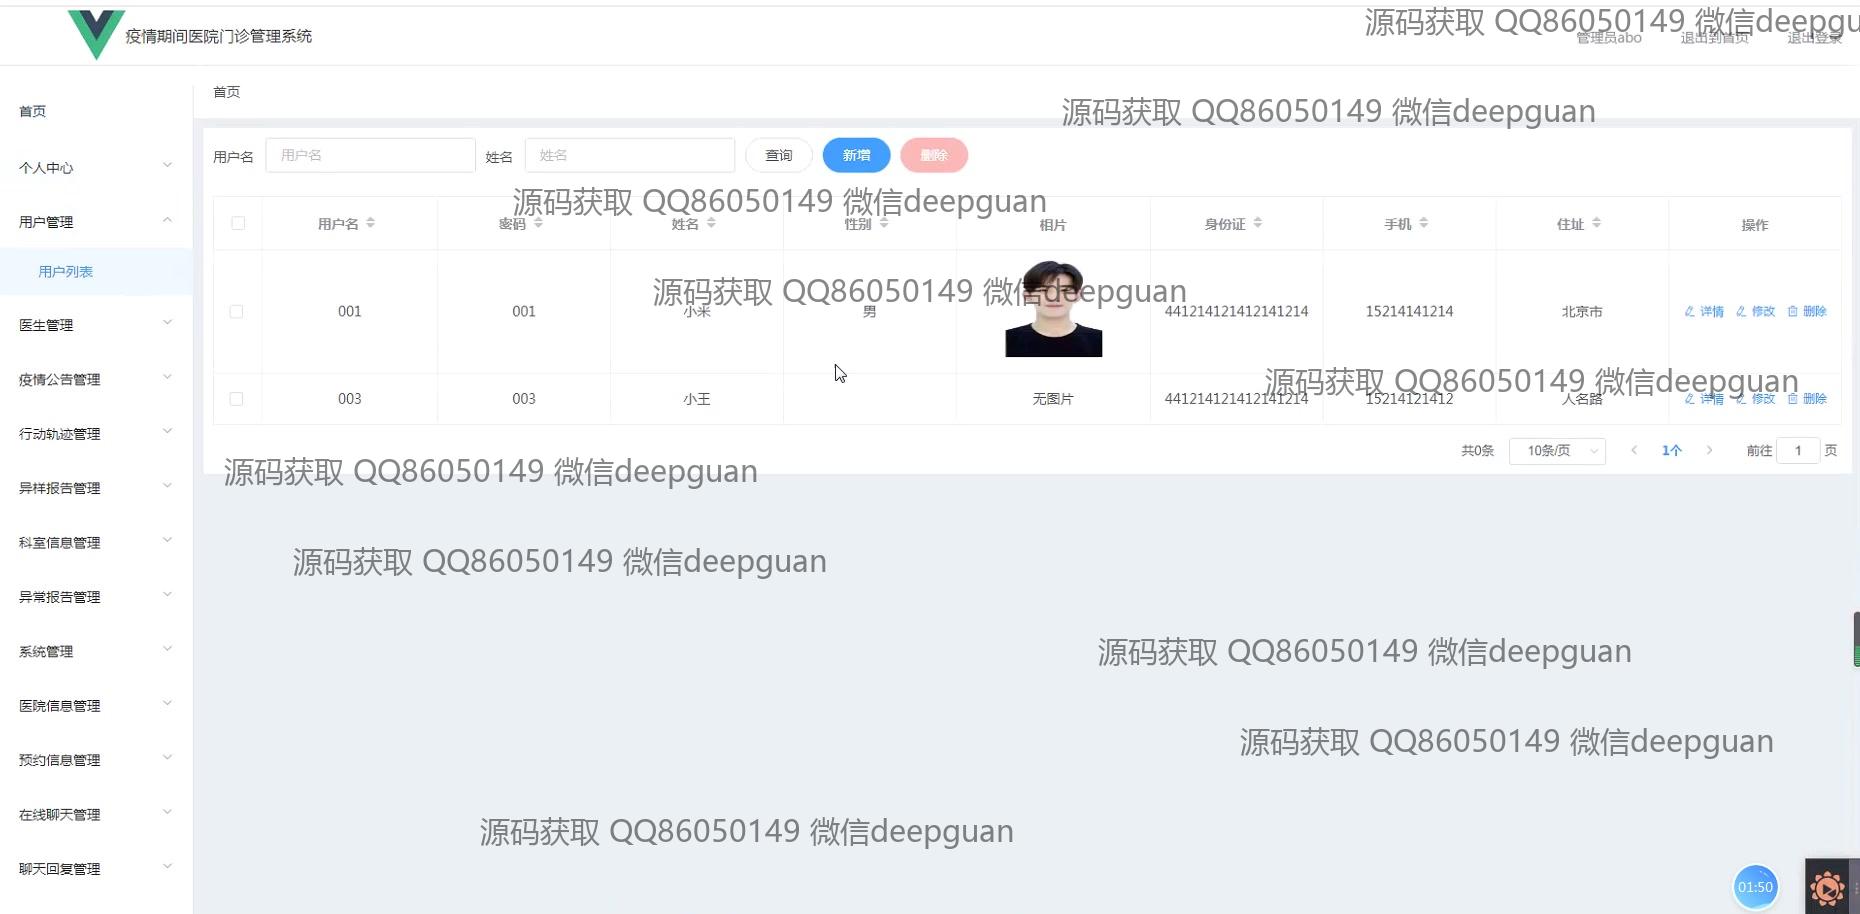 源码获取 QQ86050149 微信deepgu
疫情期间医院门诊管理系统
管理员abo 退出到首页 退出登录
首页
源码获取 QQ86050149 微信deepguan
首页
用户名 用户名 姓名 姓名 查询 新增 删除
个人中心
源码获取 QQ86050149 微信deepguan
用户管理
用户名 密码 姓名 性别 相片 身份证 手机 住址 操作
用户列表
源码获取 QQ86050149 微信deepguan
001 001 小米 男 441214121412141214 15214141214 北京市 详情 修改 删除
医生管理
源码获取 QQ86050149 微信deepguan
疫情公告管理
003 003 小王 无图片 441214121412141214 15214121412 人名路 详情 修改 删除
行动轨迹管理
共0条 10条/页 1个 前往 1 页
源码获取 QQ86050149 微信deepguan
异样报告管理
科室信息管理
源码获取 QQ86050149 微信deepguan
异常报告管理
系统管理
源码获取 QQ86050149 微信deepguan
医院信息管理
源码获取 QQ86050149 微信deepguan
预约信息管理
在线聊天管理
源码获取 QQ86050149 微信deepguan
聊天回复管理
01:50